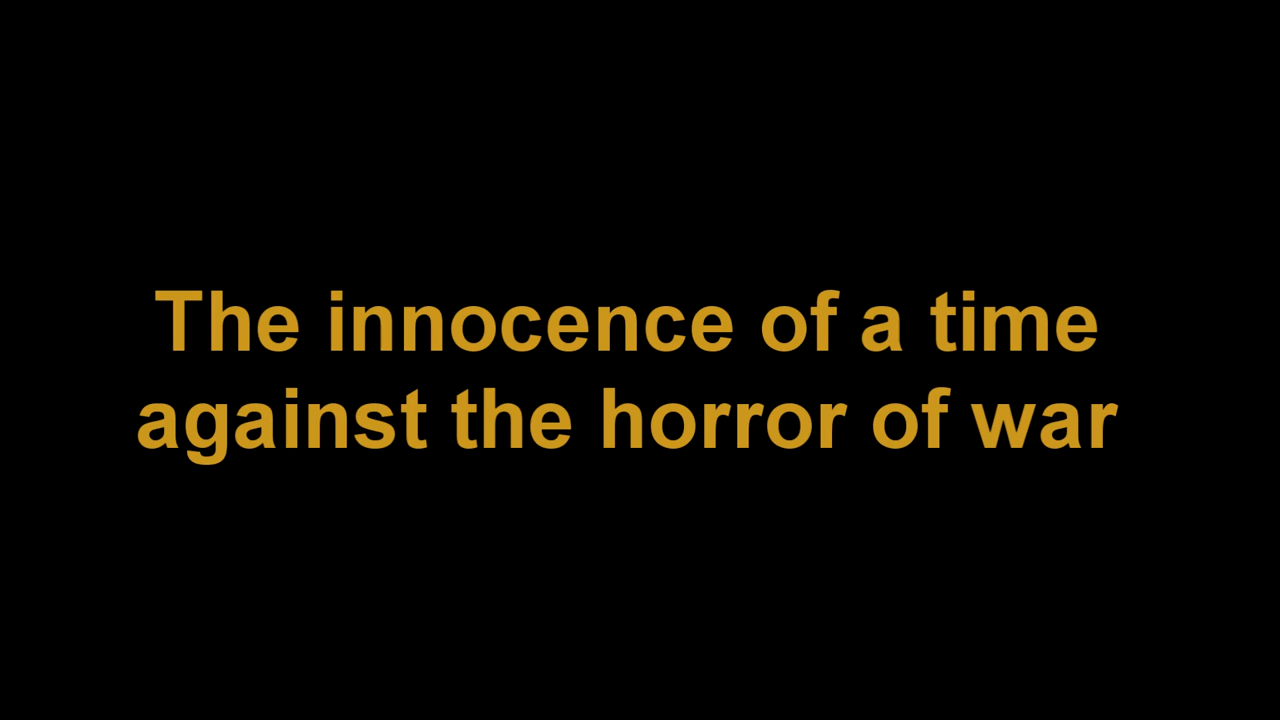 The innocence of a time
against the horror of war